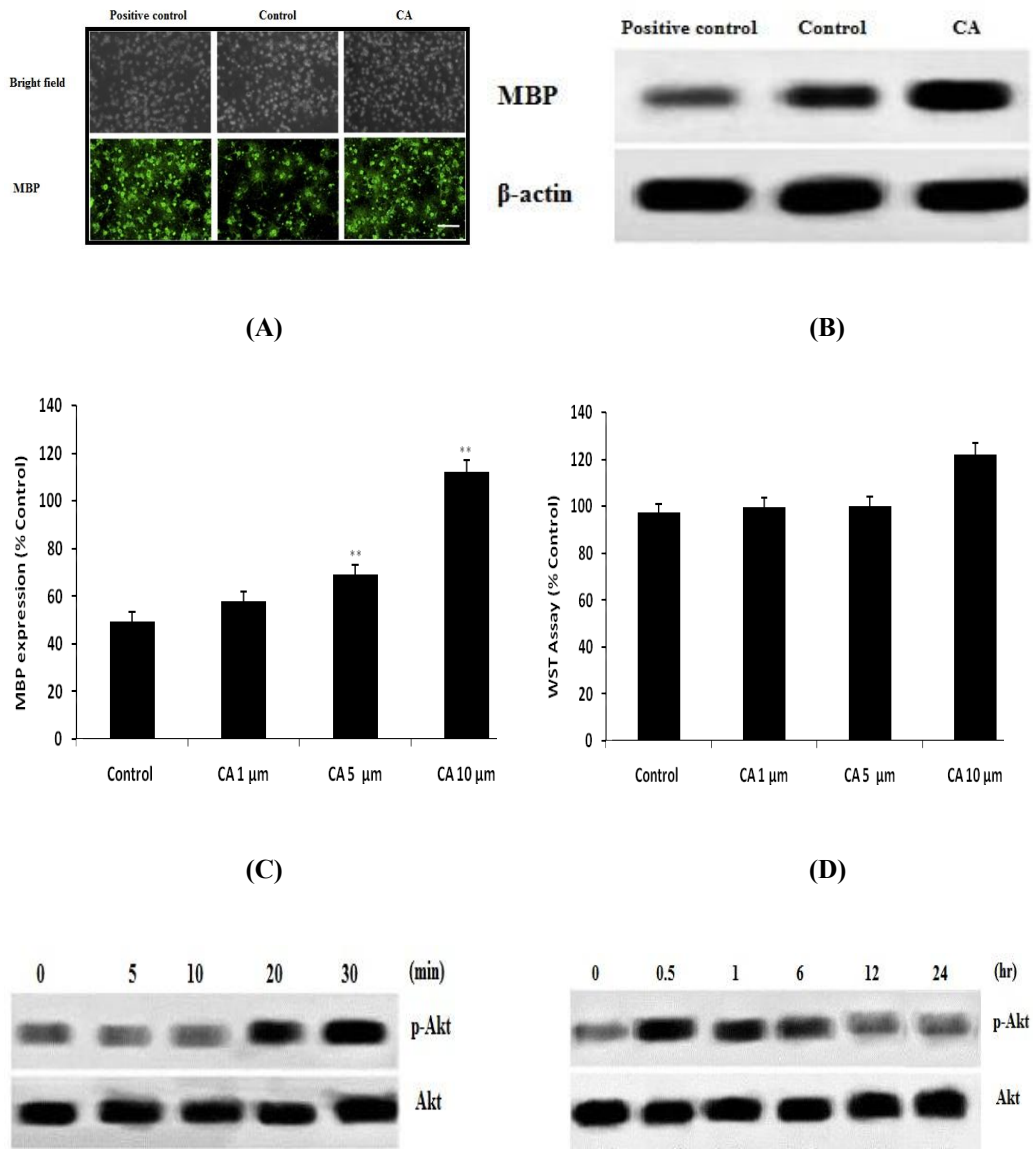 Positive control Control CA
Bright field
MBP
Positive control Control CA
MBP
β-actin
(A) (B)
MBP expression (% Control)
140
120
100
80
60
40
20
0
**
**
Control CA 1 μm CA 5 μm CA 10 μm
WST Assay (% Control)
140
120
100
80
60
40
20
0
Control CA 1 μm CA 5 μm CA 10 μm
(C) (D)
0 5 10 20 30 (min)
p-Akt
Akt
0 0.5 1 6 12 24 (hr)
p-Akt
Akt